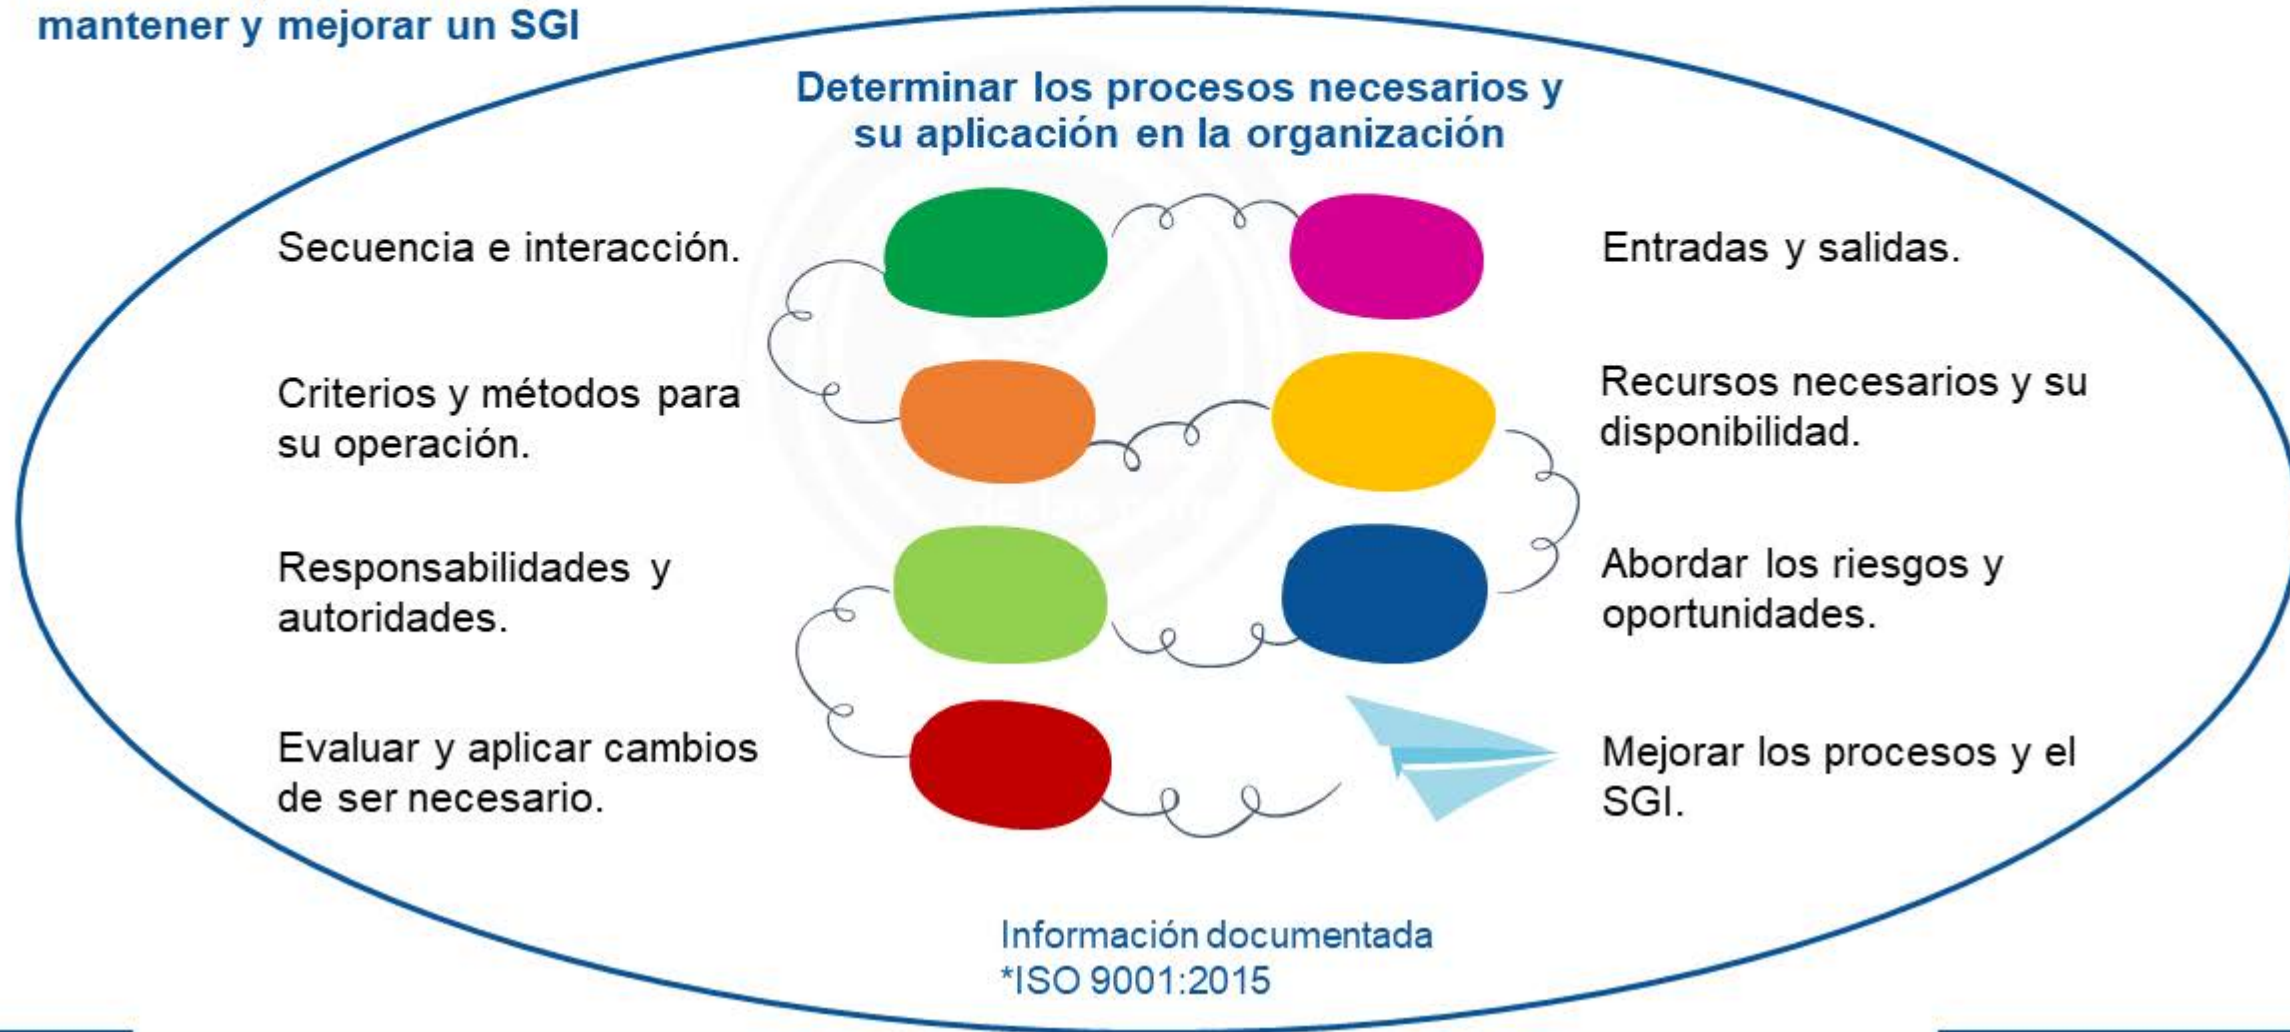 mantener y mejorar un SGI
Determinar los procesos necesarios y
su aplicación en la organización
Secuencia e interacción.
Entradas y salidas.
Criterios y métodos para
su operación.
Recursos necesarios y su
disponibilidad.
Responsabilidades y
autoridades.
Abordar los riesgos y
oportunidades.
Evaluar y aplicar cambios
de ser necesario.
Mejorar los procesos y el
SGI.
Información documentada
*ISO 9001:2015